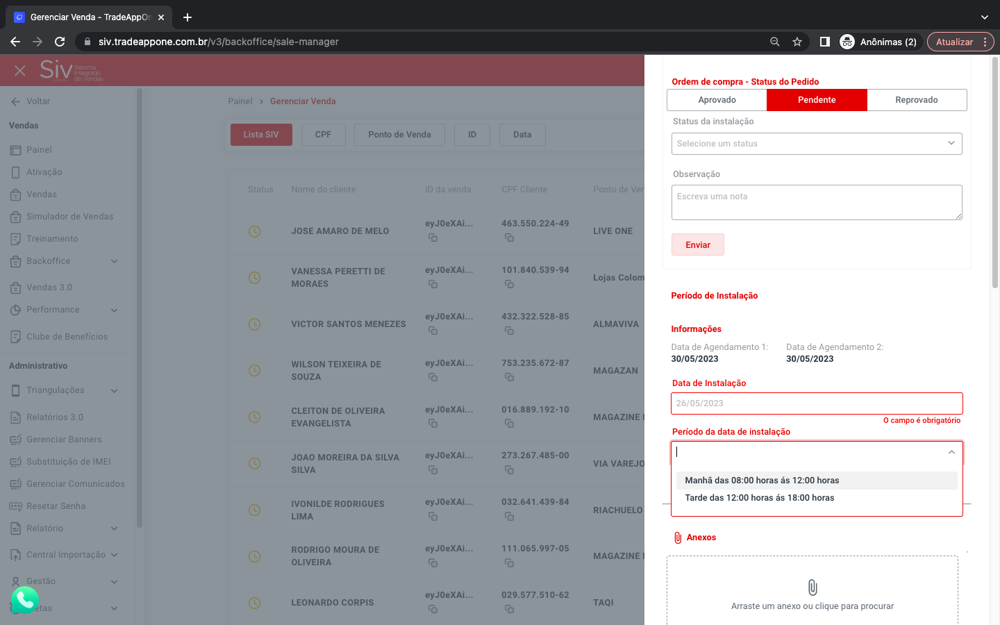 Gerenciar Venda - TradeAppOn
siv.tradeappone.com.br/v3/backoffice/sale-manager
Anônimas (2)
Atualizar
Siv Sistema Integrado de Vendas
Voltar
Vendas
Painel
Ativação
Vendas
Simulador de Vendas
Treinamento
Backoffice
Vendas 3.0
Performance
Clube de Benefícios
Administrativo
Triangulações
Relatórios 3.0
Gerenciar Banners
Substituição de IMEI
Gerenciar Comunicados
Resetar Senha
Relatório
Central Importação
Gestão
etas
Painel > Gerenciar Venda
Lista SIV CPF Ponto de Venda ID Data
Status Nome do cliente ID da venda CPF Cliente Ponto de Ven
JOSE AMARO DE MELO eyJ0eXAi... 463.550.224-49 LIVE ONE
VANESSA PERETTI DE MORAES eyJ0eXAi... 101.840.539-94 Lojas Colom
VICTOR SANTOS MENEZES eyJ0eXAi... 432.322.528-85 ALMAVIVA
WILSON TEIXEIRA DE SOUZA eyJ0eXAi... 753.235.672-87 MAGAZAN
CLEITON DE OLIVEIRA EVANGELISTA eyJ0eXAi... 016.889.192-10 MAGAZINE
JOAO MOREIRA DA SILVA SILVA eyJ0eXAi... 273.267.485-00 VIA VAREJO
IVONILDE RODRIGUES LIMA eyJ0eXAi... 032.641.439-84 RIACHUELO
RODRIGO MOURA DE OLIVEIRA eyJ0eXAi... 111.065.997-05 MAGAZINE
LEONARDO CORPIS eyJ0eXAi... 029.577.510-62 TAQI
Ordem de compra - Status do Pedido
Aprovado Pendente Reprovado
Status da instalação
Selecione um status
Observação
Escreva uma nota
Enviar
Período de Instalação
Informações
Data de Agendamento 1: Data de Agendamento 2:
30/05/2023 30/05/2023
Data de Instalação
26/05/2023
O campo é obrigatório
Período da data de instalação
Manhã das 08:00 horas ás 12:00 horas
Tarde das 12:00 horas ás 18:00 horas
Anexos
Arraste um anexo ou clique para procurar